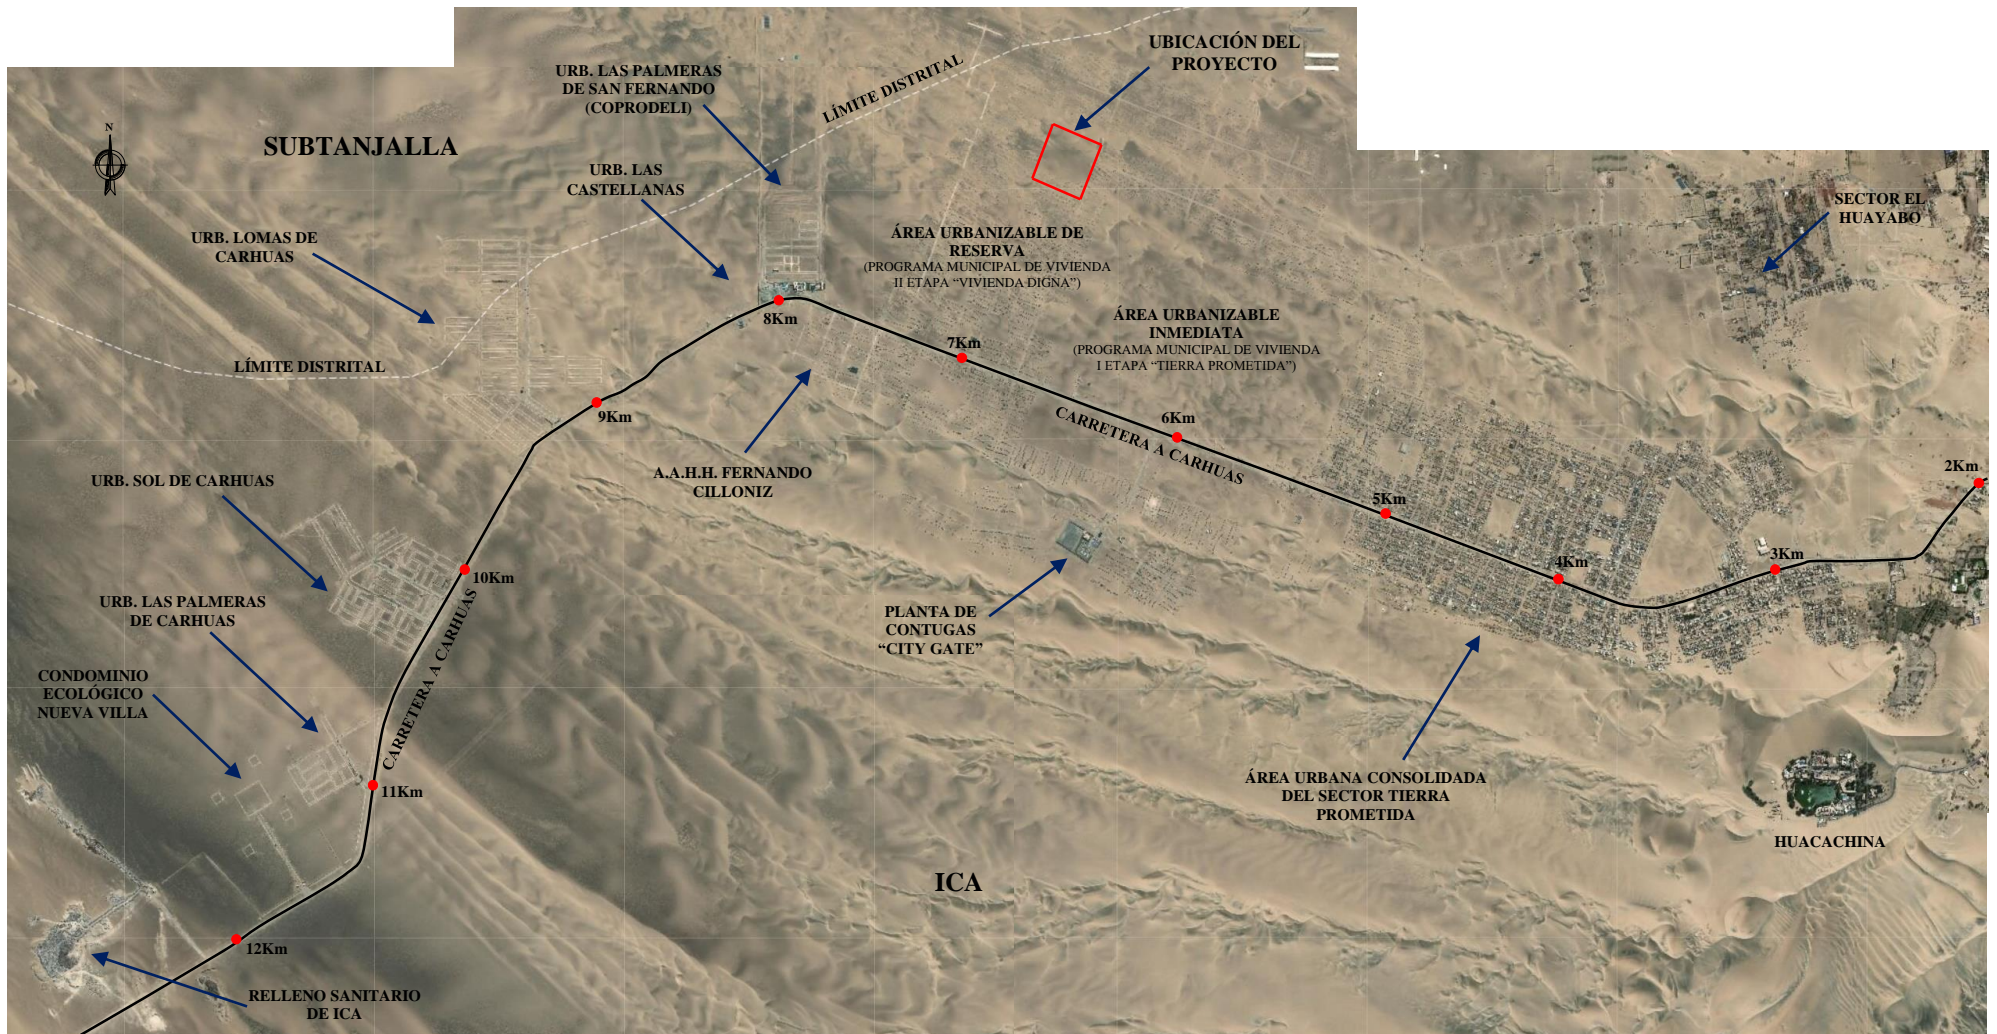 UBICACIÓN DEL
PROYECTO
URB. LAS PALMERAS
DE SAN FERNANDO
(COPRODELI)
LÍMITE DISTRITAL
N
SUBTANJALLA
URB. LAS
CASTELLANAS
SECTOR EL
HUAYABO
URB. LOMAS DE
CARHUAS
ÁREA URBANIZABLE DE
RESERVA
(PROGRAMA MUNICIPAL DE VIVIENDA
II ETAPA “VIVIENDA DIGNA”)
ÁREA URBANIZABLE
INMEDIATA
(PROGRAMA MUNICIPAL DE VIVIENDA
I ETAPA “TIERRA PROMETIDA”)
8Km
7Km
LÍMITE DISTRITAL
9Km
6Km
CARRETERA A CARHUAS
A.A.H.H. FERNANDO
CILLONIZ
2Km
URB. SOL DE CARHUAS
5Km
4Km
3Km
10Km
URB. LAS PALMERAS
DE CARHUAS
PLANTA DE
CONTUGAS
“CITY GATE”
CARRETERA A CARHUAS
CONDOMINIO
ECOLÓGICO
NUEVA VILLA
11Km
ÁREA URBANA CONSOLIDADA
DEL SECTOR TIERRA
PROMETIDA
HUACACHINA
ICA
12Km
RELLENO SANITARIO
DE ICA